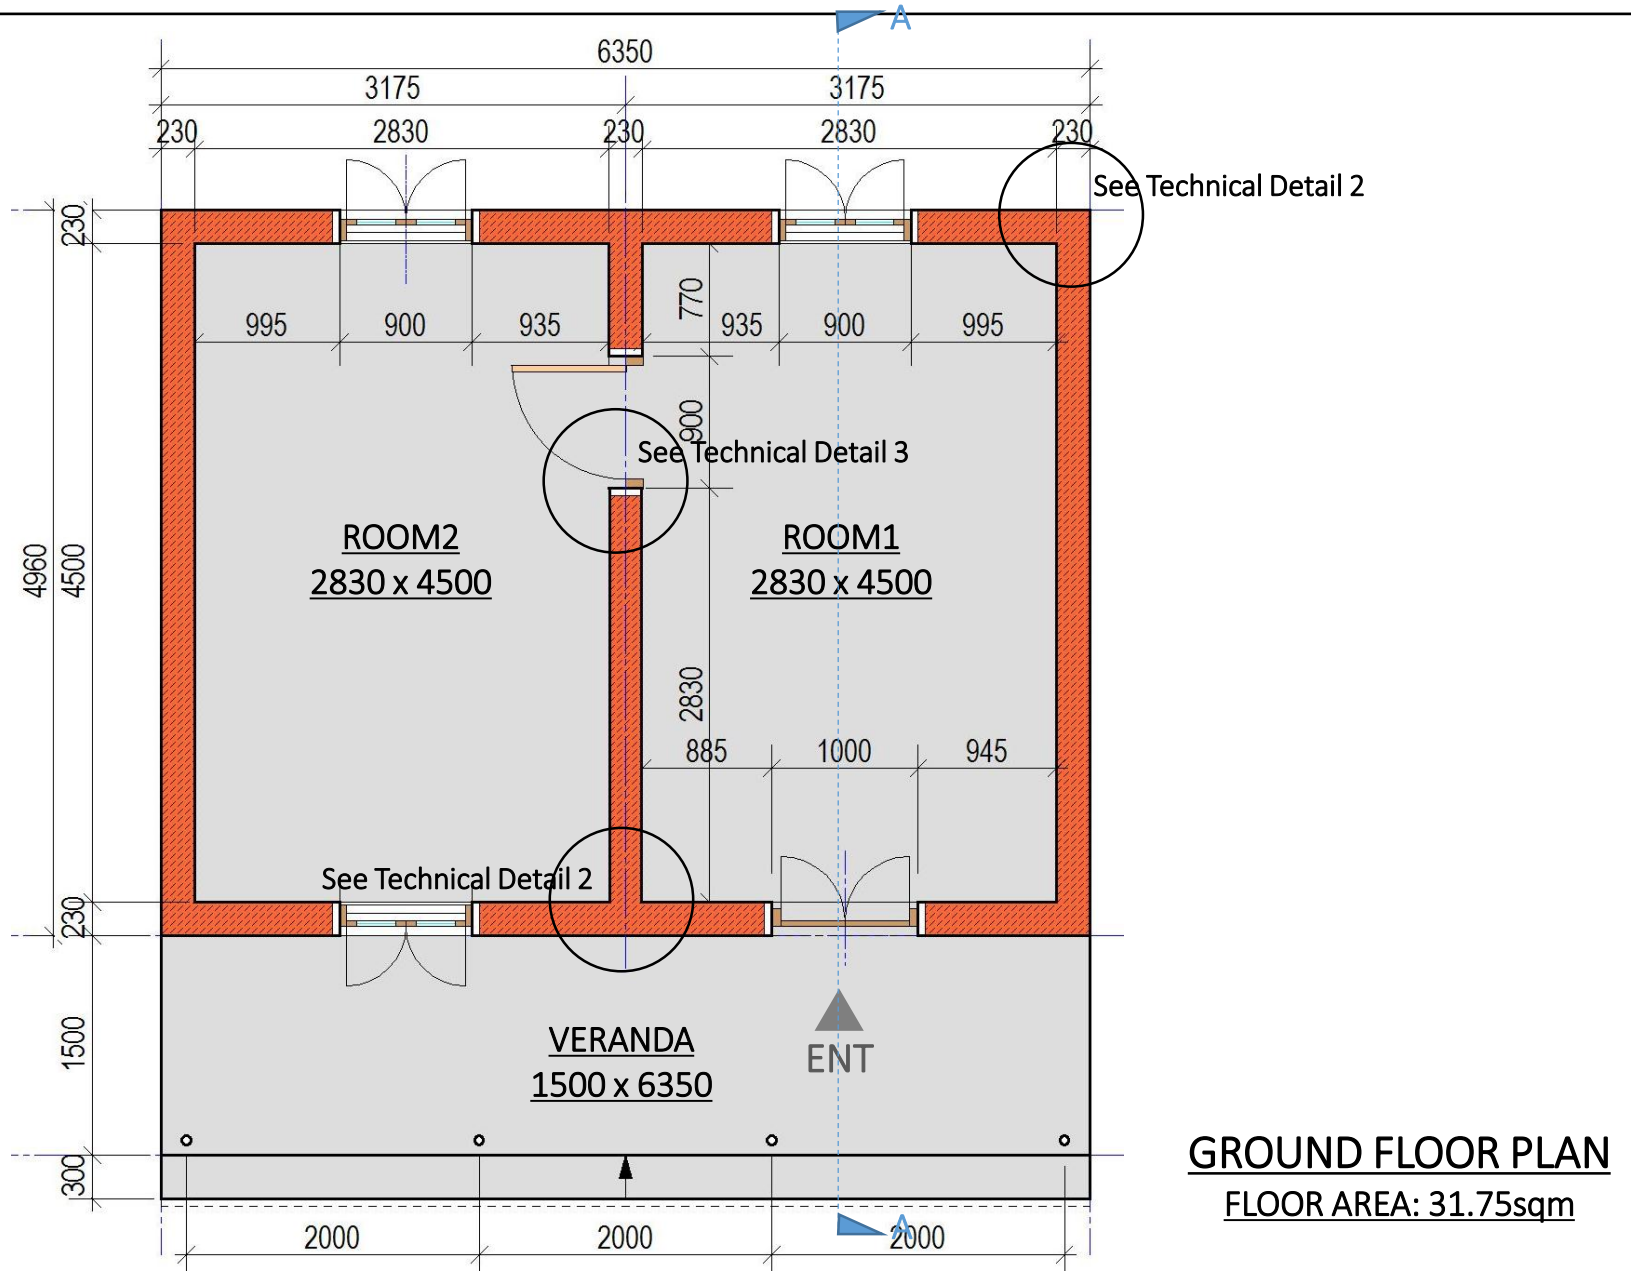 A
6350
3175
3175
230
2830
230
2830
230
See Technical Detail 2
230
770
995
900
935
935
900
995
900
See Technical Detail 3
ROOM2
2830 x 4500
ROOM1
2830 x 4500
4960
4500
2830
885
1000
945
See Technical Detail 2
230
1500
VERANDA
1500 x 6350
ENT
300
GROUND FLOOR PLAN
FLOOR AREA: 31.75sqm
A
2000
2000
2000